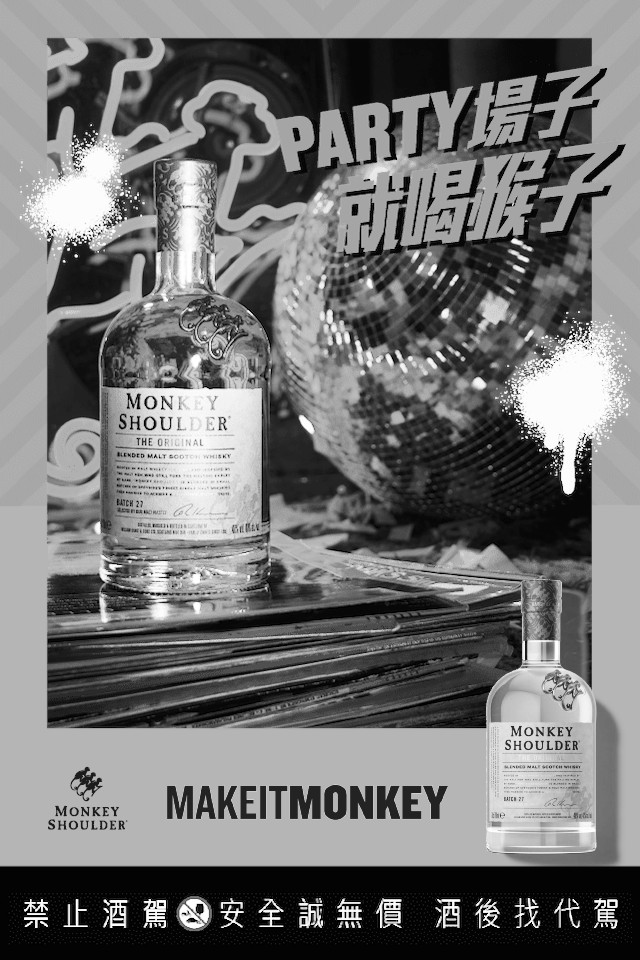 PARTY場子
就喝猴子
MONKEY
SHOULDER
THE ORIGINAL
BLENDED MALT SCOTCH WHISKY
BATCH 27
MONKEY
SHOULDER
BLENDED MALT SCOTCH WHISKY
BATCH 27
MONKEY
SHOULDER
MAKEITMONKEY
禁止酒駕 安全誠無價 酒後找代駕